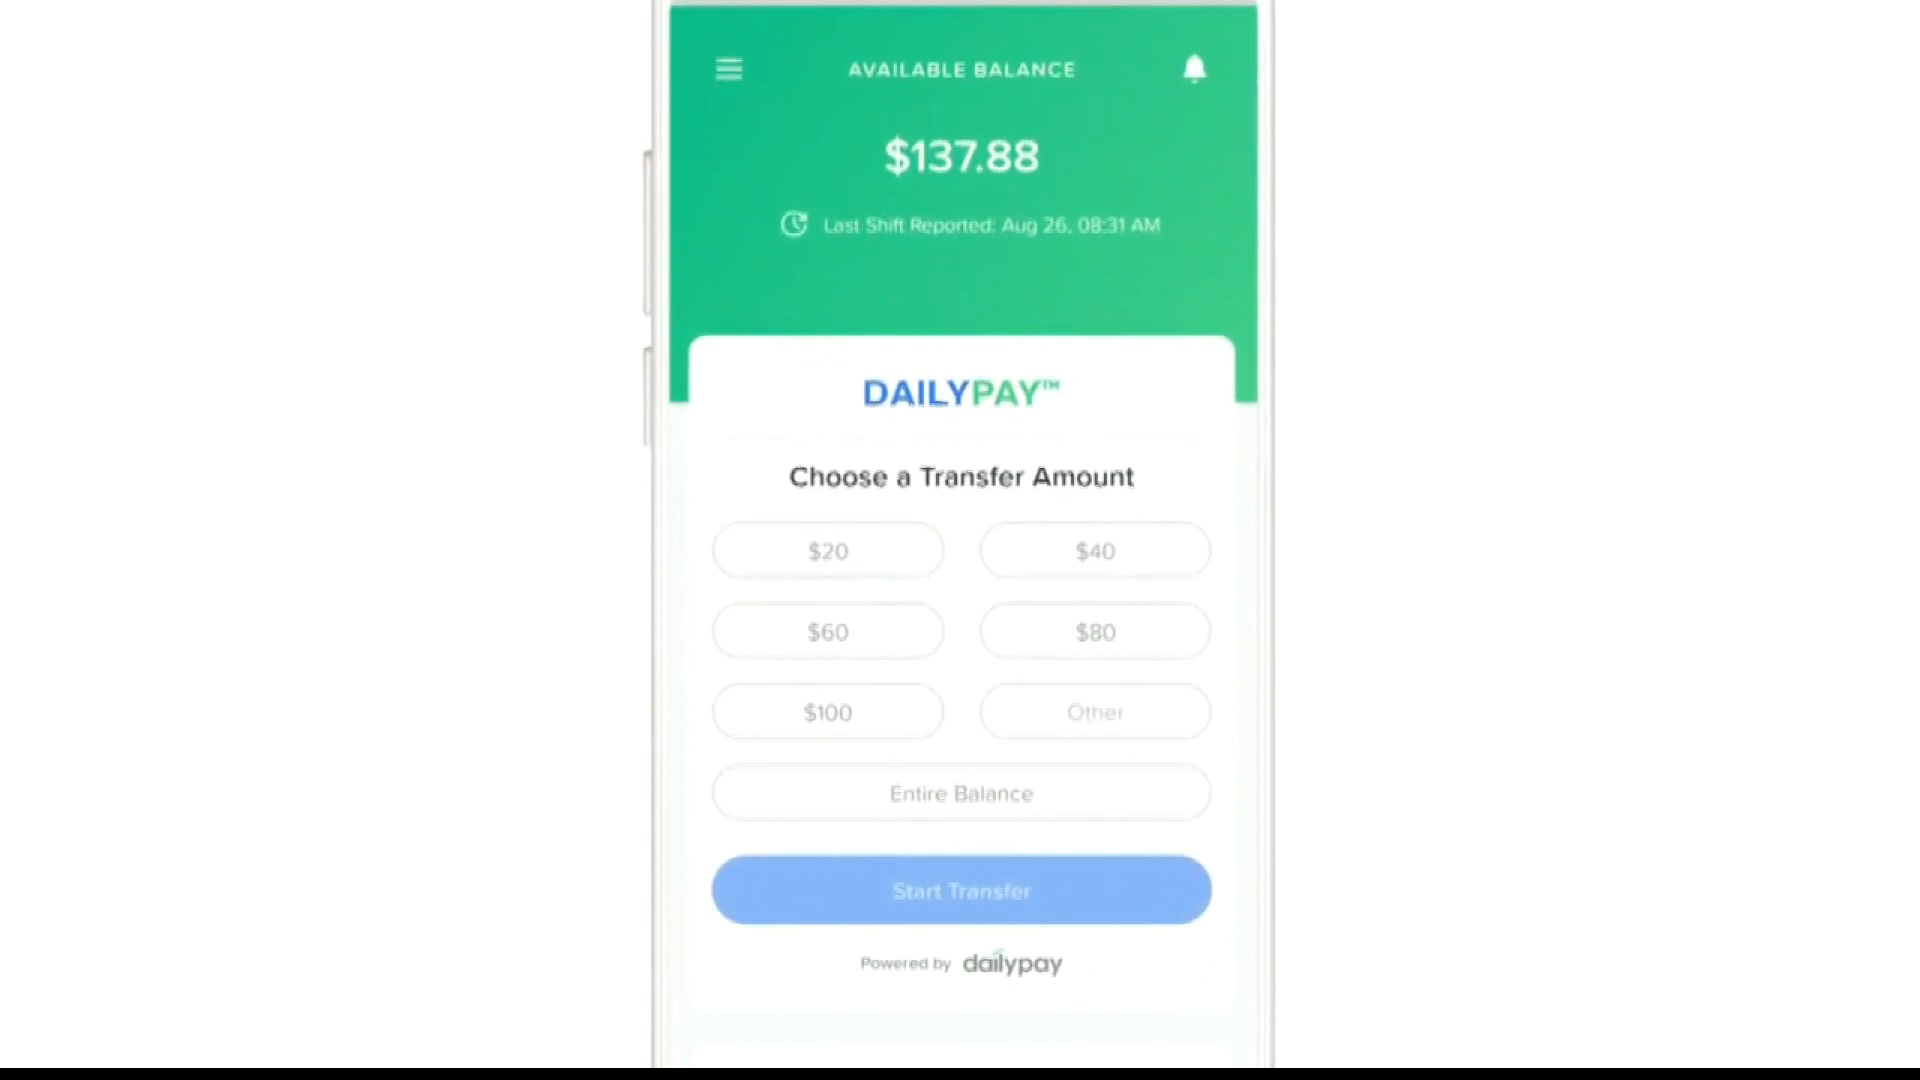 AVAILABLE BALANCE
$137.88
Last Shift Reported: Aug 26, 08:31 AM
DAILYPAY™
Choose a Transfer Amount
$20
$40
$60
$80
$100
Other
Entire Balance
Start Transfer
Powered by dailypay